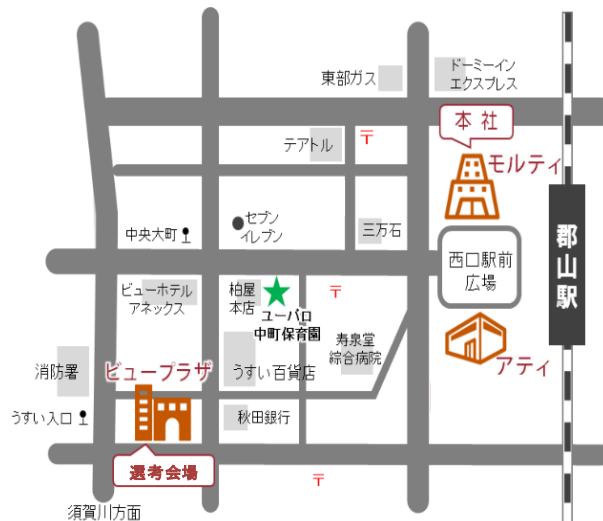 東部ガス
ドーミーイン
エクスプレス
本社
テアトル
〒
モルティ
セブン
イレブン
中央大町
三万石
西口駅前
広場
郡山駅
ビューホテル
アネックス
柏屋
本店
〒
ユーパロ
中町保育園
寿泉堂
綜合病院
アティ
消防署
ビュープラザ
うすい百貨店
うすい入口
秋田銀行
選考会場
〒
須賀川方面